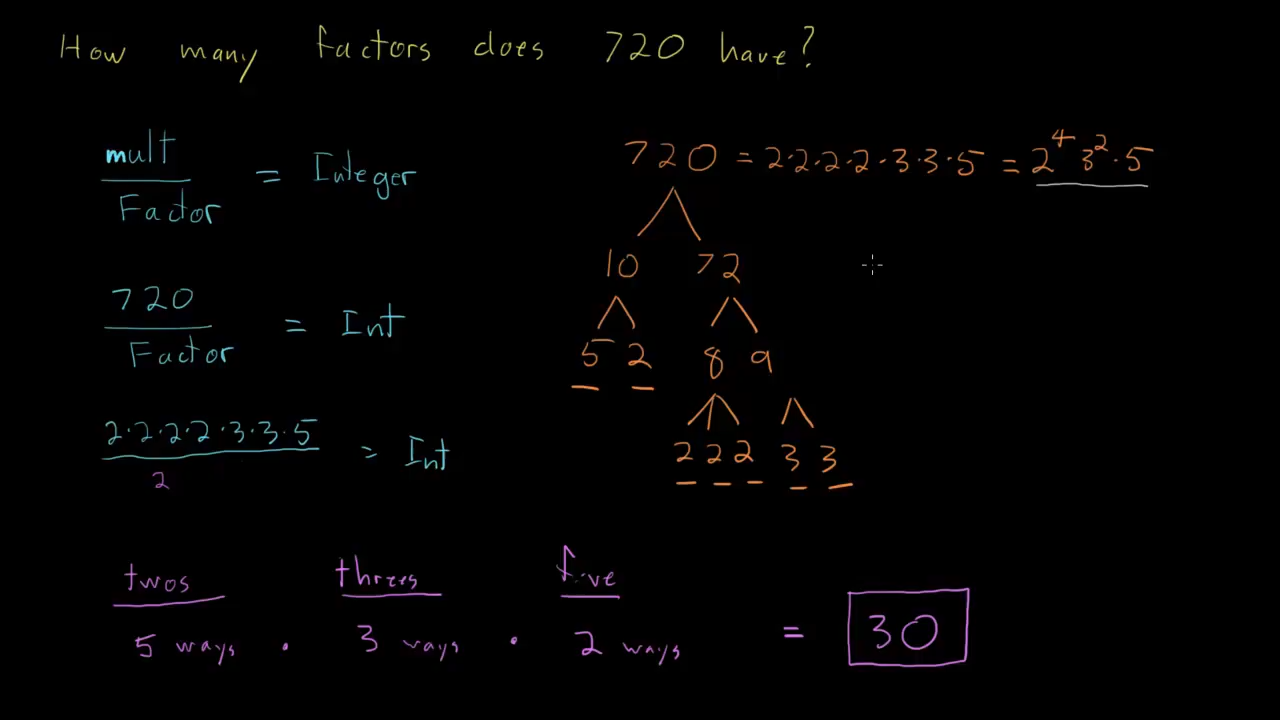 How many factors does 720 have?
mult
Factor
= Integer
720
Factor
= Int
2·2·2·2·3·3·5
2
= Int
720 = 2·2·2·2·3·3·5 = 2⁴ 3²·5
10 72
5 2 8 9
2 2 2 3 3
twos threes five
5 ways · 3 ways · 2 ways = 30